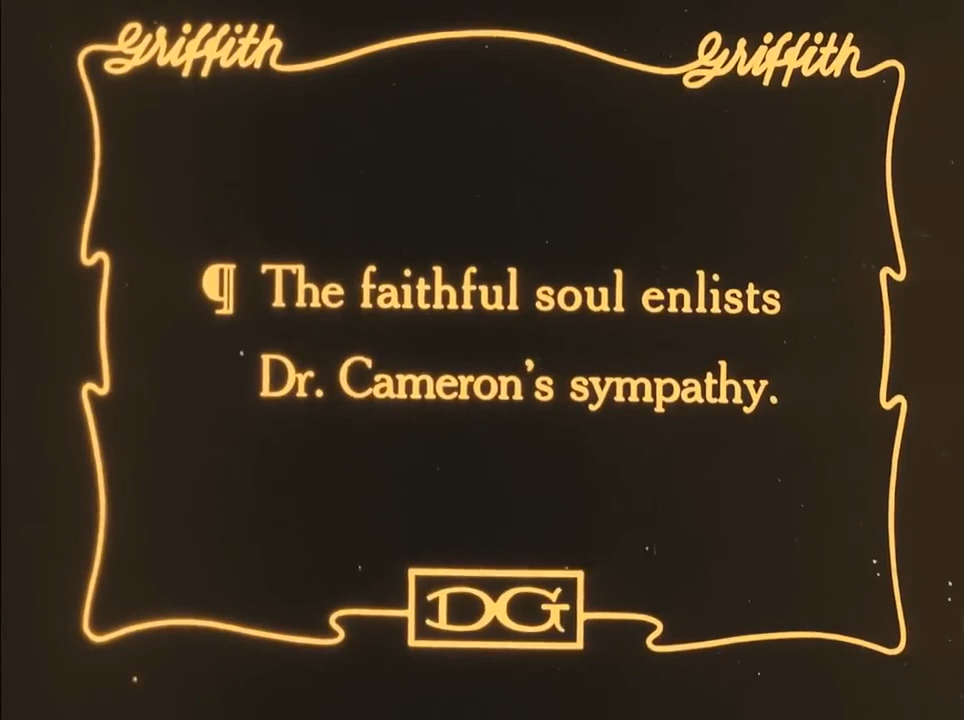 Griffith Griffith
¶ The faithful soul enlists
Dr. Cameron's sympathy.
DG